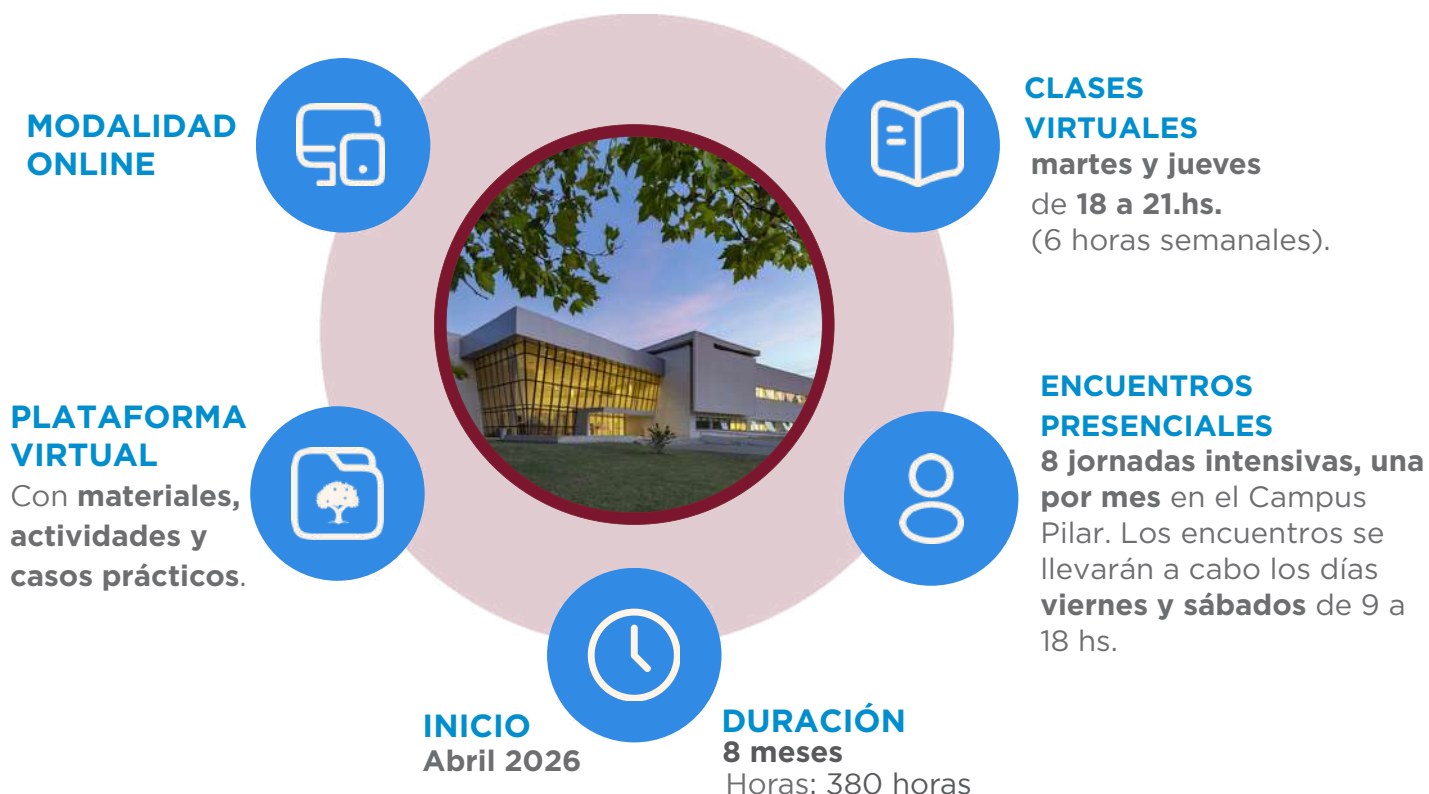 MODALIDAD
ONLINE
CLASES
VIRTUALES
martes y jueves
de 18 a 21.hs.
(6 horas semanales).
PLATAFORMA
VIRTUAL
Con materiales,
actividades y
casos prácticos.
ENCUENTROS
PRESENCIALES
8 jornadas intensivas, una
por mes en el Campus
Pilar. Los encuentros se
llevarán a cabo los días
viernes y sábados de 9 a
18 hs.
INICIO
Abril 2026
DURACIÓN
8 meses
Horas: 380 horas